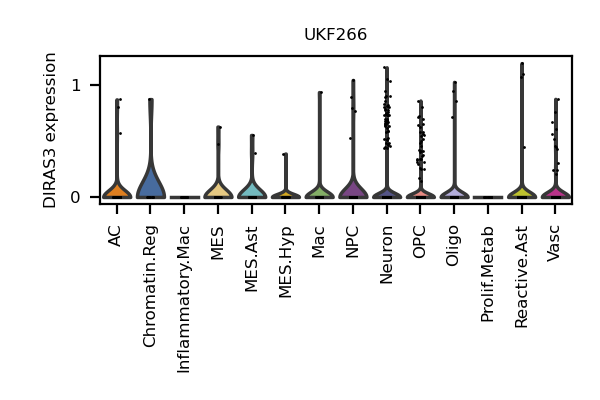 UKF266
DIRAS3 expression
1
0
AC
Chromatin.Reg
Inflammatory.Mac
MES
MES.Ast
MES.Hyp
Mac
NPC
Neuron
OPC
Oligo
Prolif.Metab
Reactive.Ast
Vasc